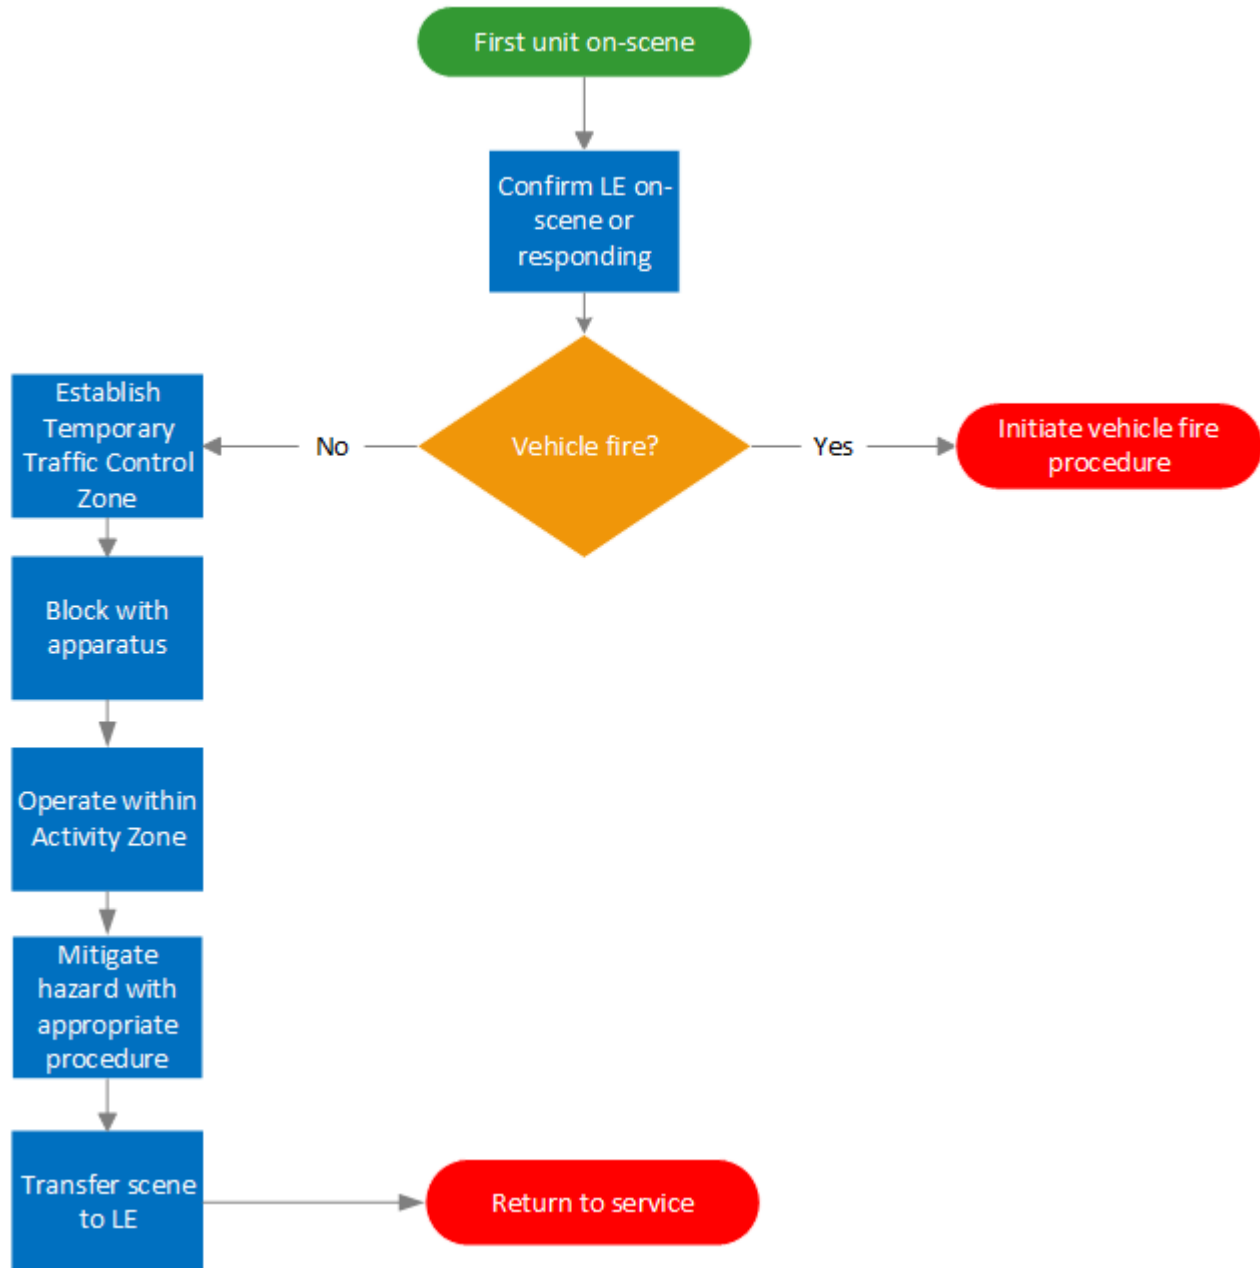 First unit on-scene
Confirm LE on-
scene or
responding
Vehicle fire?
No
Yes
Initiate vehicle fire
procedure
Establish
Temporary
Traffic Control
Zone
Block with
apparatus
Operate within
Activity Zone
Mitigate
hazard with
appropriate
procedure
Transfer scene
to LE
Return to service